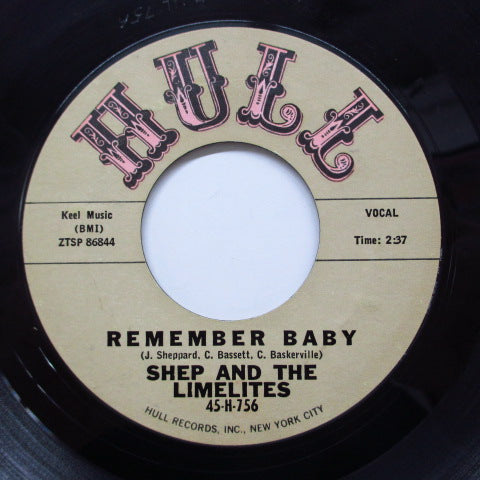 HULL
Keel Music
(BMI)
ZTSP 86844
VOCAL
Time: 2:37
REMEMBER BABY
(J. Sheppard, C. Bassett, C. Baskerville)
SHEP AND THE
LIMELITES
45-H-756
HULL RECORDS, INC., NEW YORK CITY